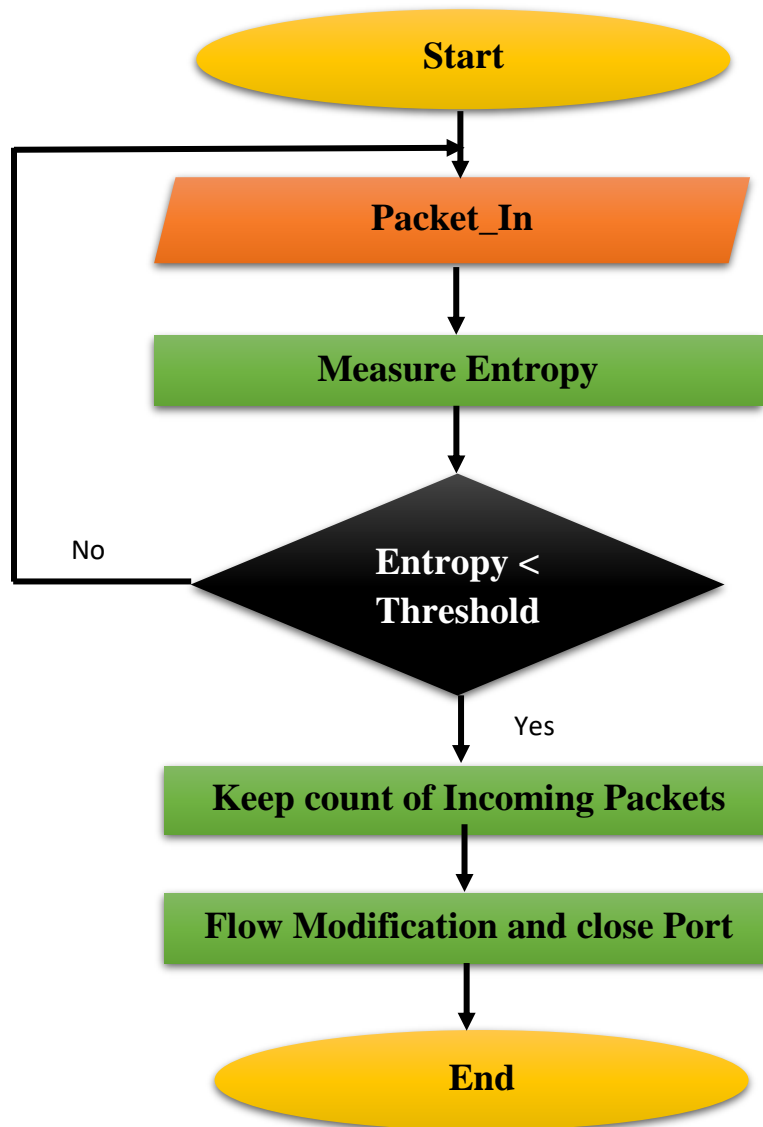 Start
Packet_In
Measure Entropy
No
Entropy <
Threshold
Yes
Keep count of Incoming Packets
Flow Modification and close Port
End